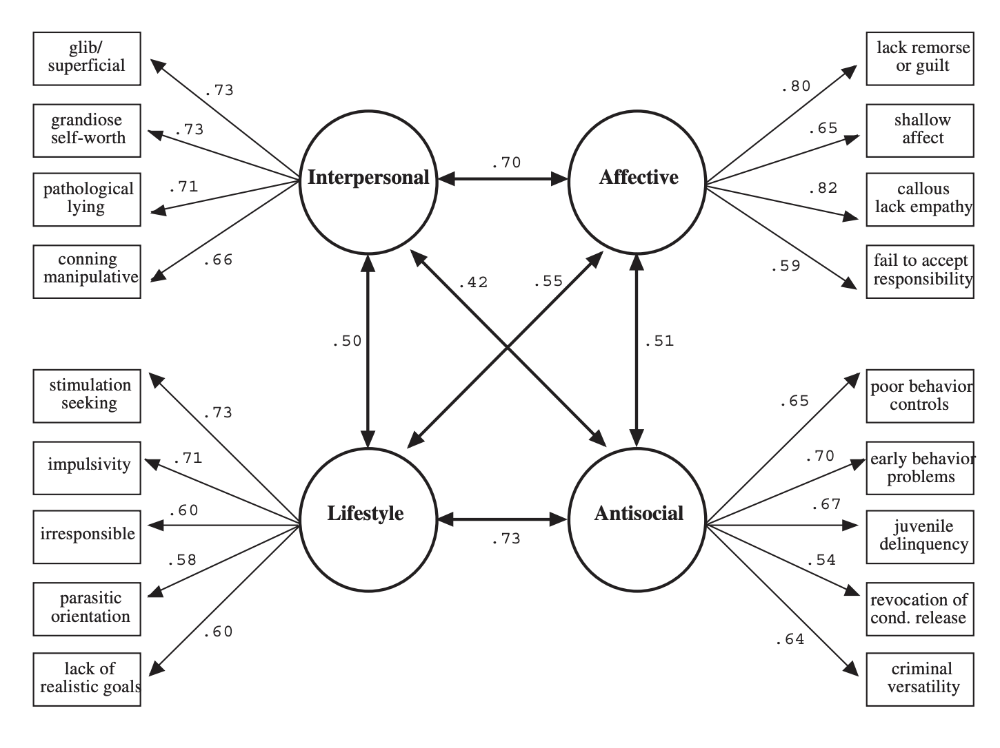 glib/
superficial
.73
grandiose
self-worth
.73
pathological
lying
.71
conning
manipulative
.66
Interpersonal
.70
Affective
lack remorse
or guilt
.80
shallow
affect
.65
callous
lack empathy
.82
fail to accept
responsibility
.59
.42
.55
.50
.51
stimulation
seeking
.73
impulsivity
.71
irresponsible
.60
parasitic
orientation
.58
lack of
realistic goals
.60
Lifestyle
.73
Antisocial
poor behavior
controls
.65
early behavior
problems
.70
juvenile
delinquency
.67
revocation of
cond. release
.54
criminal
versatility
.64